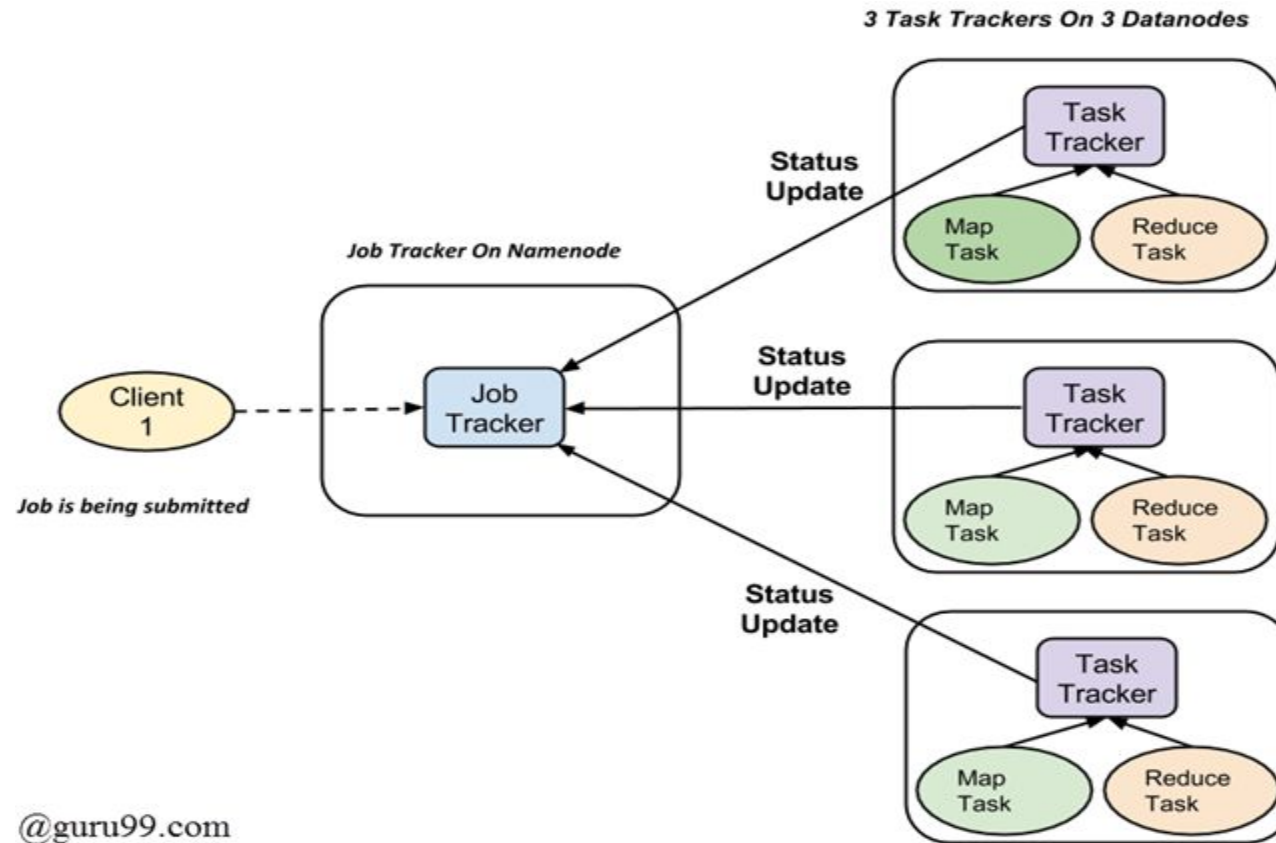 3 Task Trackers On 3 Datanodes
Task
Tracker
Status
Update
Map
Task
Reduce
Task
Job Tracker On Namenode
Status
Update
Client
1
Job
Tracker
Task
Tracker
Job is being submitted
Map
Task
Reduce
Task
Status
Update
Task
Tracker
Map
Task
Reduce
Task
@guru99.com